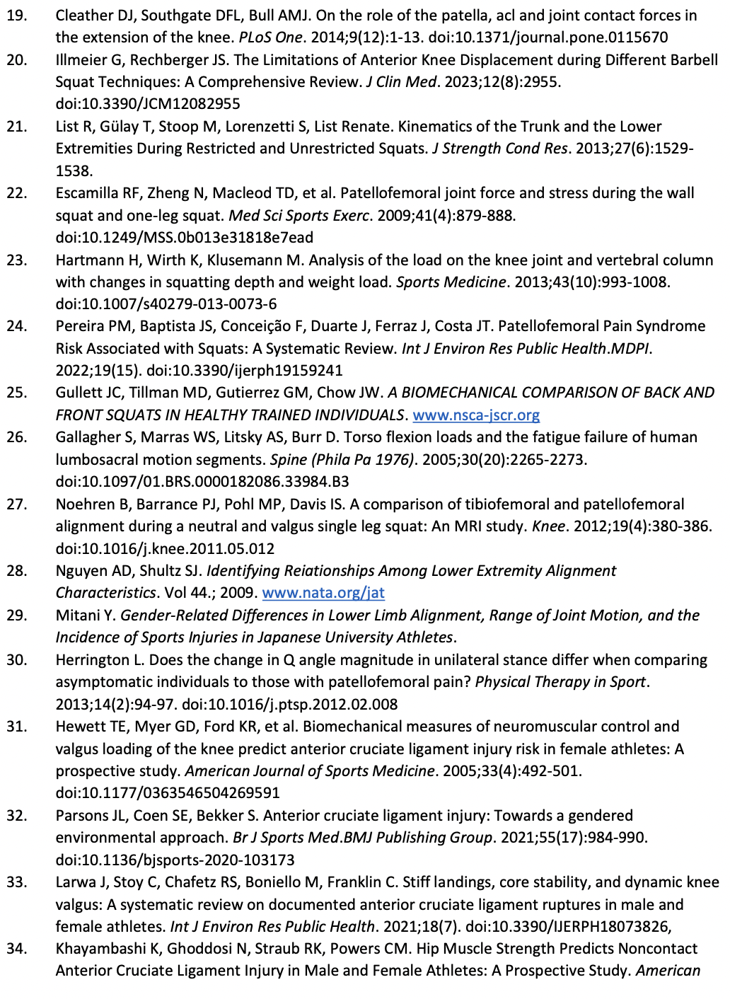 19. Cleather DJ, Southgate DFL, Bull AMJ. On the role of the patella, acl and joint contact forces in
the extension of the knee. PLoS One. 2014;9(12):1-13. doi:10.1371/journal.pone.0115670
20. Illmeier G, Rechberger JS. The Limitations of Anterior Knee Displacement during Different Barbell
Squat Techniques: A Comprehensive Review. J Clin Med. 2023;12(8):2955.
doi:10.3390/JCM12082955
21. List R, Gülay T, Stoop M, Lorenzetti S, List Renate. Kinematics of the Trunk and the Lower
Extremities During Restricted and Unrestricted Squats. J Strength Cond Res. 2013;27(6):1529-
1538.
22. Escamilla RF, Zheng N, Macleod TD, et al. Patellofemoral joint force and stress during the wall
squat and one-leg squat. Med Sci Sports Exerc. 2009;41(4):879-888.
doi:10.1249/MSS.0b013e31818e7ead
23. Hartmann H, Wirth K, Klusemann M. Analysis of the load on the knee joint and vertebral column
with changes in squatting depth and weight load. Sports Medicine. 2013;43(10):993-1008.
doi:10.1007/s40279-013-0073-6
24. Pereira PM, Baptista JS, Conceição F, Duarte J, Ferraz J, Costa JT. Patellofemoral Pain Syndrome
Risk Associated with Squats: A Systematic Review. Int J Environ Res Public Health.MDPI.
2022;19(15). doi:10.3390/ijerph19159241
25. Gullett JC, Tillman MD, Gutierrez GM, Chow JW. A BIOMECHANICAL COMPARISON OF BACK AND
FRONT SQUATS IN HEALTHY TRAINED INDIVIDUALS. www.nsca-jscr.org
26. Gallagher S, Marras WS, Litsky AS, Burr D. Torso flexion loads and the fatigue failure of human
lumbosacral motion segments. Spine (Phila Pa 1976). 2005;30(20):2265-2273.
doi:10.1097/01.BRS.0000182086.33984.B3
27. Noehren B, Barrance PJ, Pohl MP, Davis IS. A comparison of tibiofemoral and patellofemoral
alignment during a neutral and valgus single leg squat: An MRI study. Knee. 2012;19(4):380-386.
doi:10.1016/j.knee.2011.05.012
28. Nguyen AD, Shultz SJ. Identifying Reiationships Among Lower Extremity Alignment
Characteristics. Vol 44.; 2009. www.nata.org/jat
29. Mitani Y. Gender-Related Differences in Lower Limb Alignment, Range of Joint Motion, and the
Incidence of Sports Injuries in Japanese University Athletes.
30. Herrington L. Does the change in Q angle magnitude in unilateral stance differ when comparing
asymptomatic individuals to those with patellofemoral pain? Physical Therapy in Sport.
2013;14(2):94-97. doi:10.1016/j.ptsp.2012.02.008
31. Hewett TE, Myer GD, Ford KR, et al. Biomechanical measures of neuromuscular control and
valgus loading of the knee predict anterior cruciate ligament injury risk in female athletes: A
prospective study. American Journal of Sports Medicine. 2005;33(4):492-501.
doi:10.1177/0363546504269591
32. Parsons JL, Coen SE, Bekker S. Anterior cruciate ligament injury: Towards a gendered
environmental approach. Br J Sports Med.BMJ Publishing Group. 2021;55(17):984-990.
doi:10.1136/bjsports-2020-103173
33. Larwa J, Stoy C, Chafetz RS, Boniello M, Franklin C. Stiff landings, core stability, and dynamic knee
valgus: A systematic review on documented anterior cruciate ligament ruptures in male and
female athletes. Int J Environ Res Public Health. 2021;18(7). doi:10.3390/IJERPH18073826,
34. Khayambashi K, Ghoddosi N, Straub RK, Powers CM. Hip Muscle Strength Predicts Noncontact
Anterior Cruciate Ligament Injury in Male and Female Athletes: A Prospective Study. American